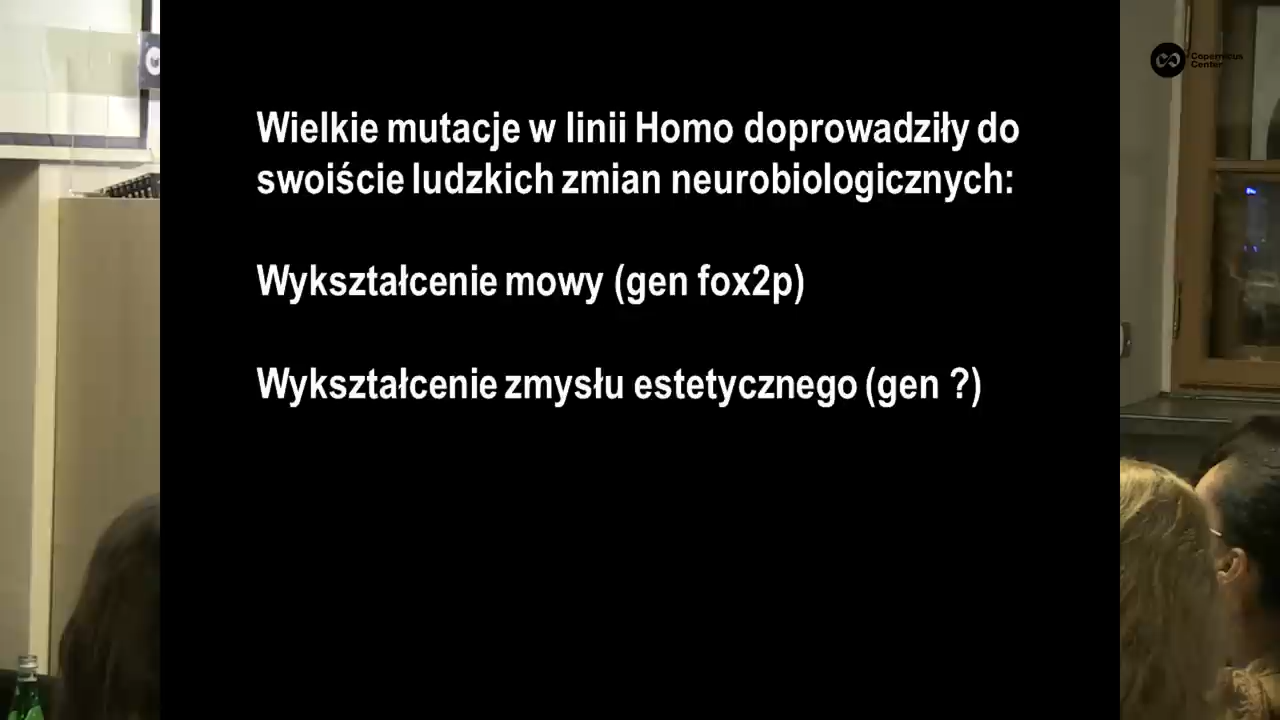 Copernicus
Center
Wielkie mutacje w linii Homo doprowadziły do
swoiście ludzkich zmian neurobiologicznych:
Wykształcenie mowy (gen fox2p)
Wykształcenie zmysłu estetycznego (gen ?)